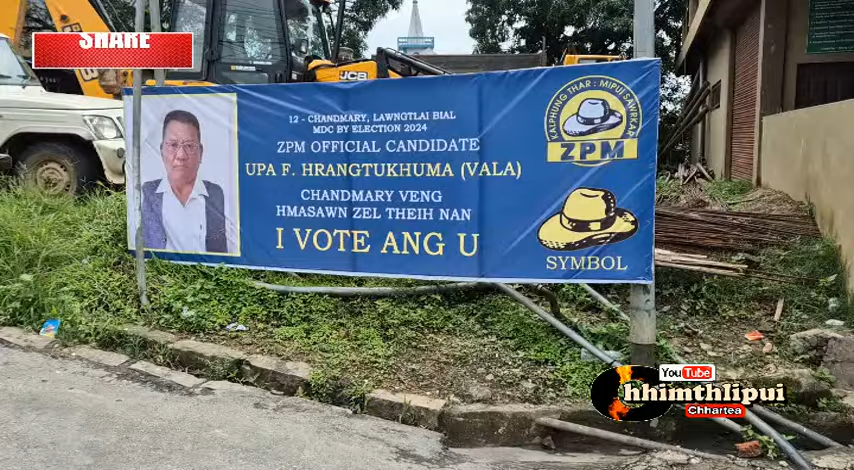 SHARE
JCB
12 - CHANDMARY, LAWNGTLAI BIAL
MDC BY ELECTION 2024
ZPM OFFICIAL CANDIDATE
UPA F. HRANGTUKHUMA (VALA)
CHANDMARY VENG
HMASAWN ZEL THEIH NAN
I VOTE ANG U
KALPHUNG THAR : MIPUI SAWRKAR
ZPM
SYMBOL
YouTube
Chhimthlipui
Chhartea